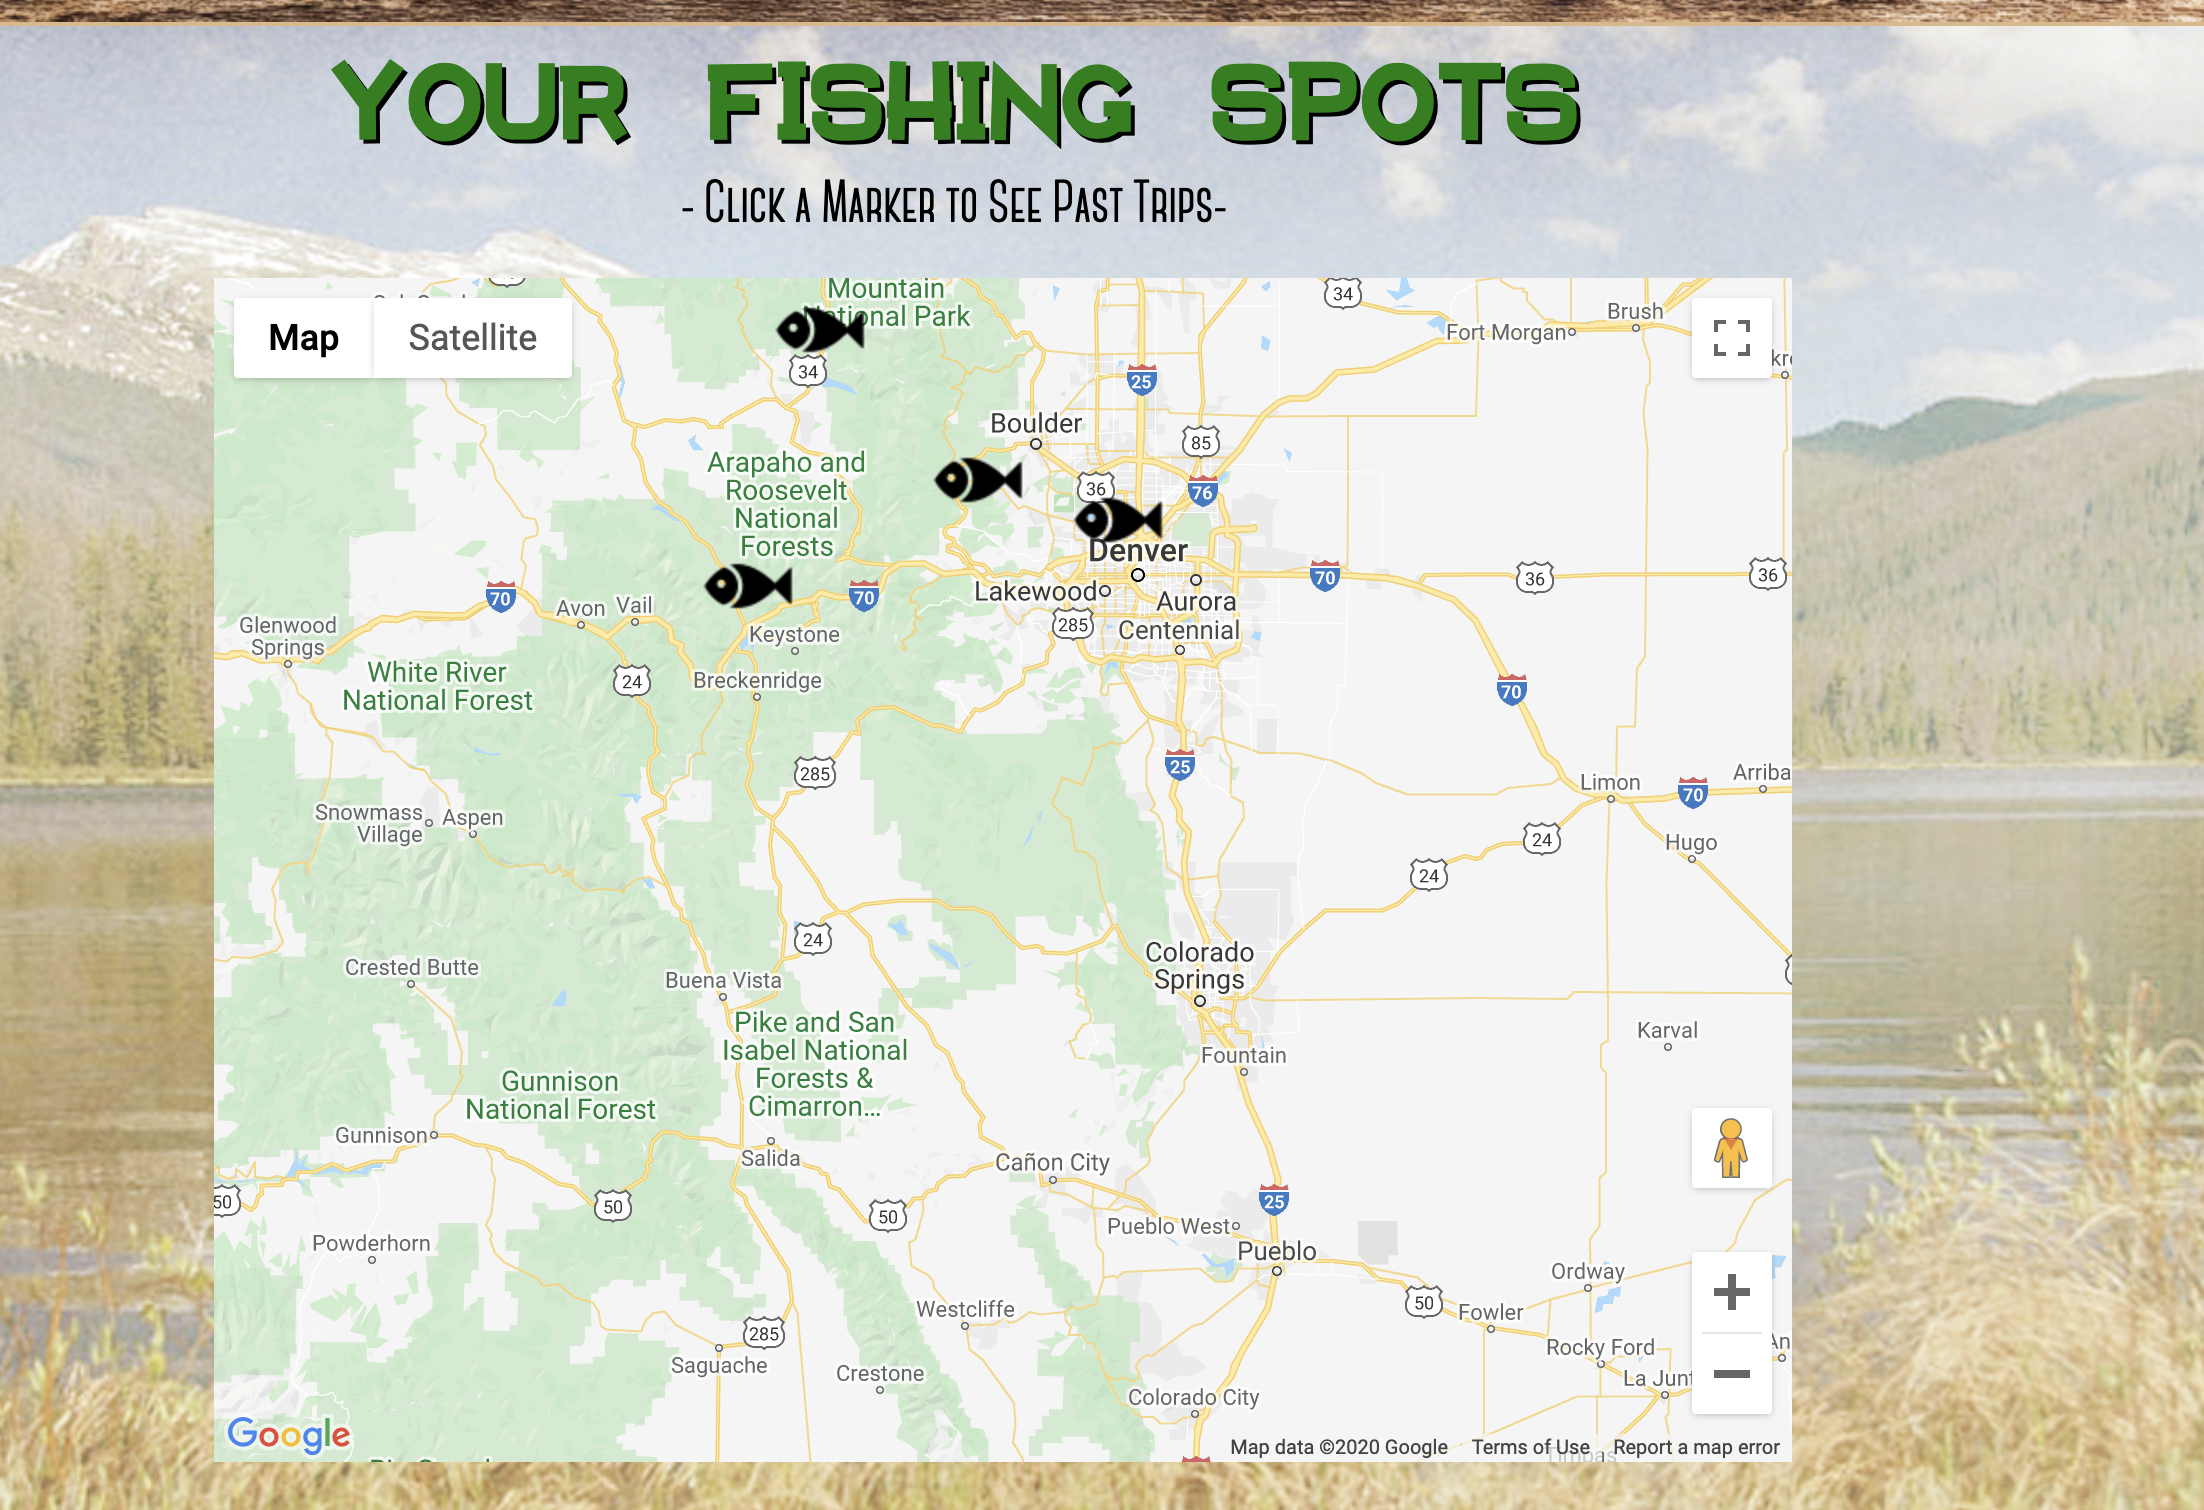 YOUR FISHING SPOTS
- Click a Marker to See Past Trips-
Map
Satellite
Mountain
National Park
34
34
Fort Morgan
Brush
25
Boulder
85
Arapaho and
Roosevelt
National
Forests
36
76
Denver
Lakewood
Aurora
Centennial
285
70
70
70
36
36
Avon
Vail
Glenwood
Springs
Keystone
White River
National Forest
24
Breckenridge
70
285
25
Limon
70
Arriba
Snowmass
Village
Aspen
24
Hugo
24
24
Colorado
Springs
Crested Butte
Buena Vista
Pike and San
Isabel National
Forests &
Cimarron...
Karval
Fountain
Gunnison
National Forest
Gunnison
Salida
Cañon City
50
50
50
25
Pueblo West
Pueblo
Powderhorn
Ordway
50
Fowler
Westcliffe
285
Saguache
Rocky Ford
Crestone
La Junt
An
Colorado City
Google
Map data ©2020 Google
Terms of Use
Report a map error